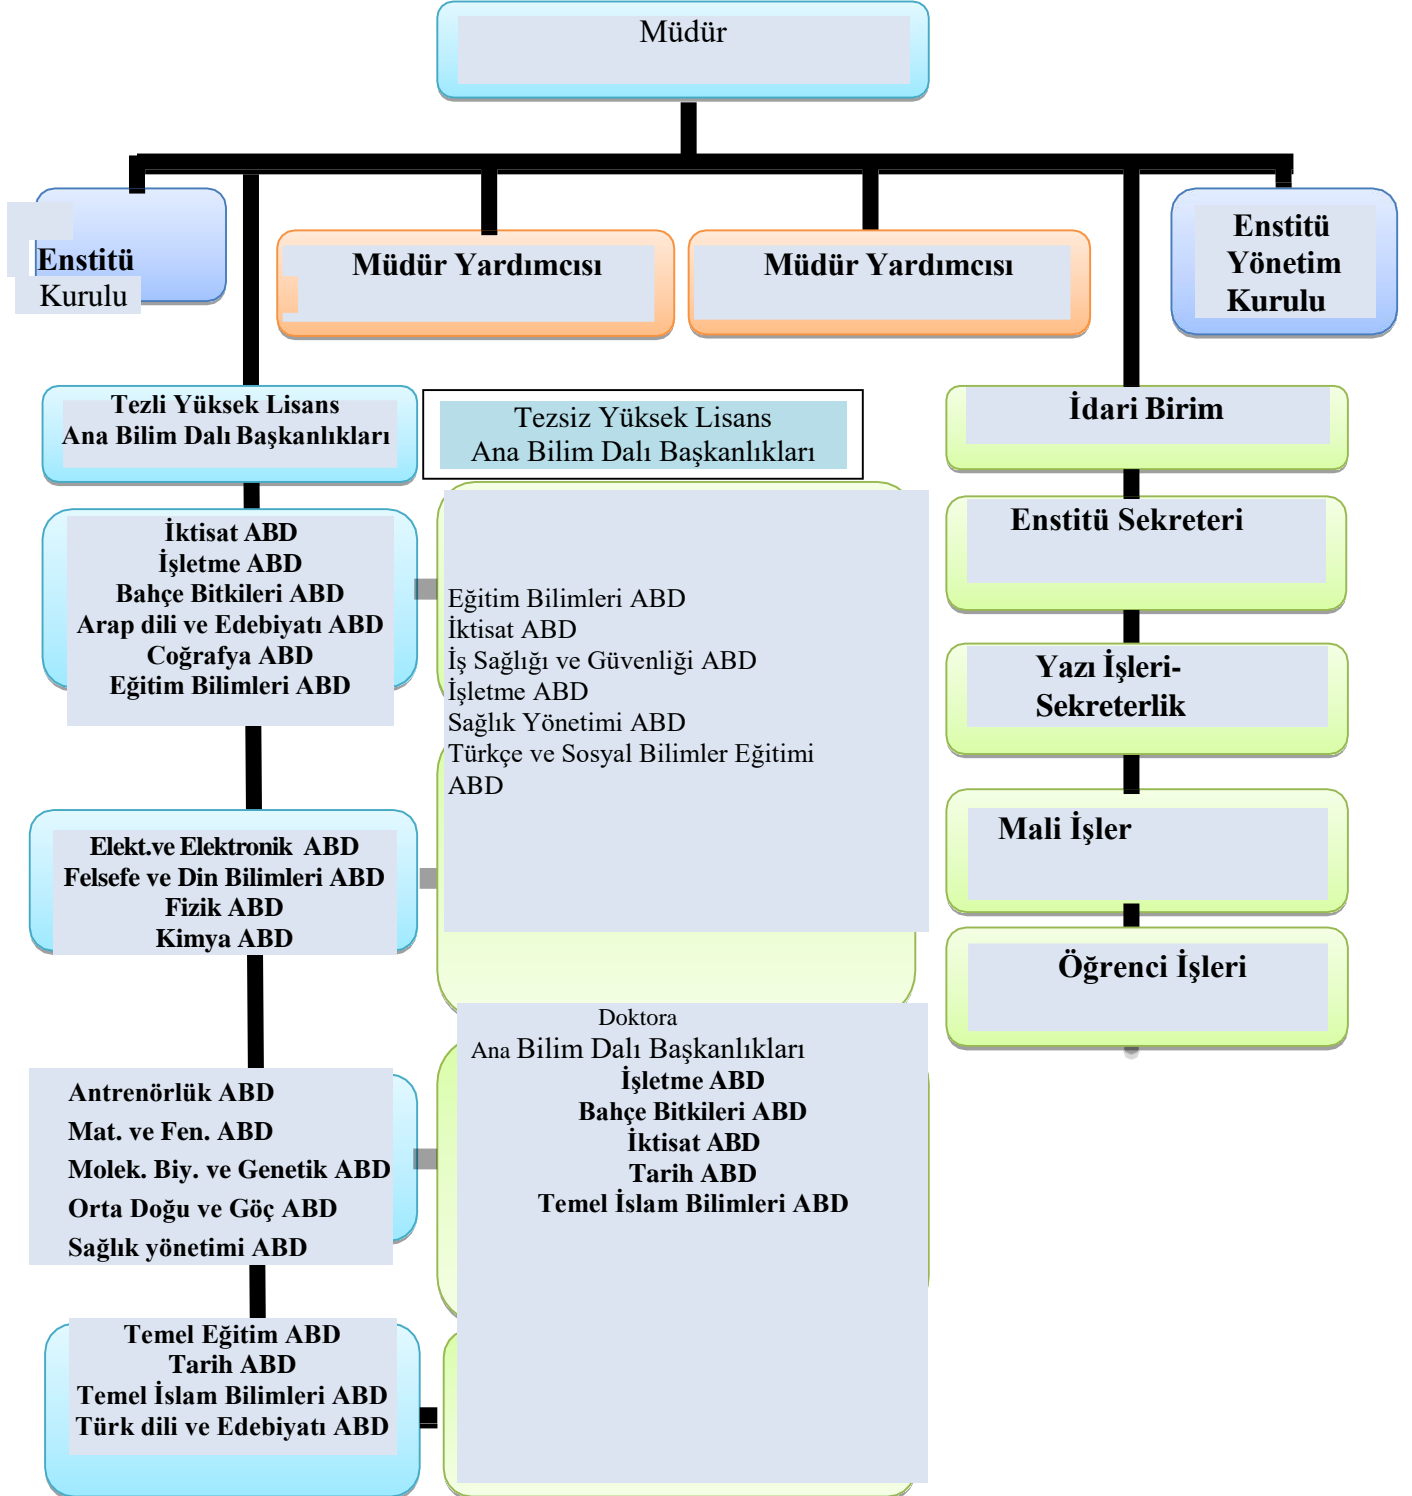 Müdür
Enstitü
Kurulu
Müdür Yardımcısı
Müdür Yardımcısı
Enstitü
Yönetim
Kurulu
Tezli Yüksek Lisans
Ana Bilim Dalı Başkanlıkları
İktisat ABD
İşletme ABD
Bahçe Bitkileri ABD
Arap dili ve Edebiyatı ABD
Coğrafya ABD
Eğitim Bilimleri ABD
Elekt.ve Elektronik ABD
Felsefe ve Din Bilimleri ABD
Fizik ABD
Kimya ABD
Antrenörlük ABD
Mat. ve Fen. ABD
Molek. Biy. ve Genetik ABD
Orta Doğu ve Göç ABD
Sağlık yönetimi ABD
Temel Eğitim ABD
Tarih ABD
Temel İslam Bilimleri ABD
Türk dili ve Edebiyatı ABD
Tezsiz Yüksek Lisans
Ana Bilim Dalı Başkanlıkları
Eğitim Bilimleri ABD
İktisat ABD
İş Sağlığı ve Güvenliği ABD
İşletme ABD
Sağlık Yönetimi ABD
Türkçe ve Sosyal Bilimler Eğitimi
ABD
Doktora
Ana Bilim Dalı Başkanlıkları
İşletme ABD
Bahçe Bitkileri ABD
İktisat ABD
Tarih ABD
Temel İslam Bilimleri ABD
İdari Birim
Enstitü Sekreteri
Yazı İşleri-
Sekreterlik
Mali İşler
Öğrenci İşleri